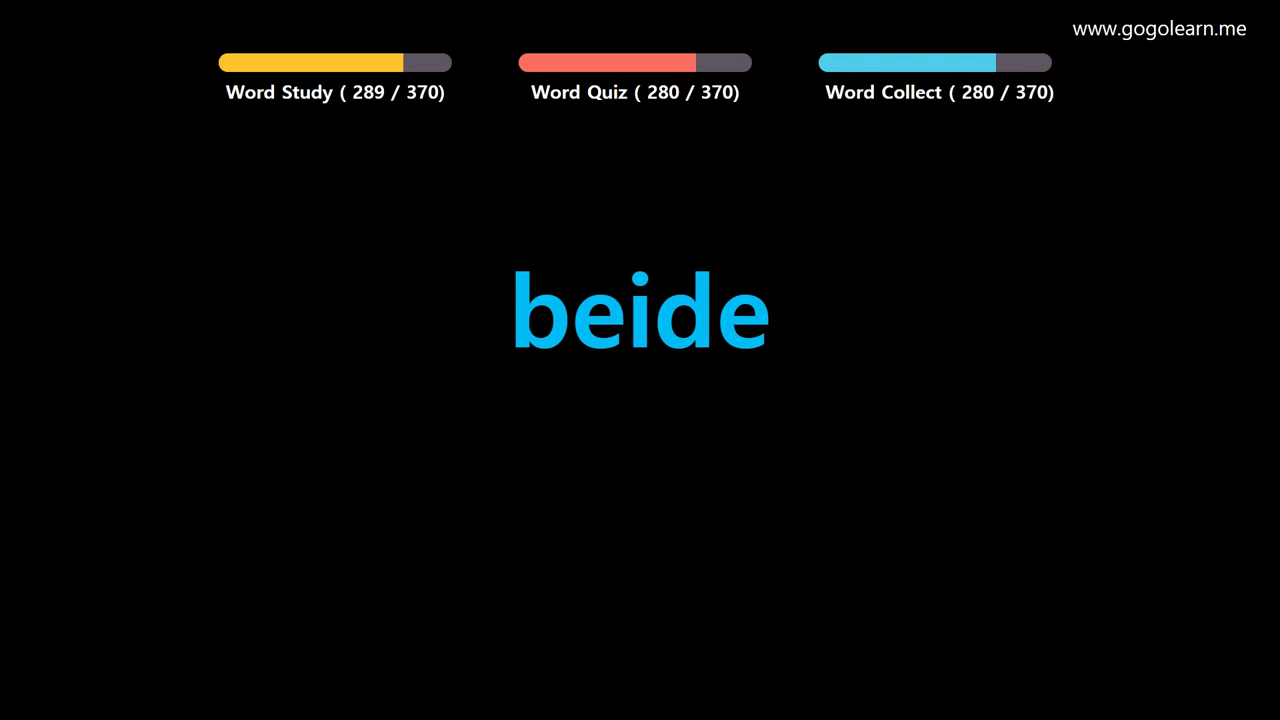 www.gogolearn.me
Word Study ( 289 / 370)
Word Quiz ( 280 / 370)
Word Collect ( 280 / 370)
beide